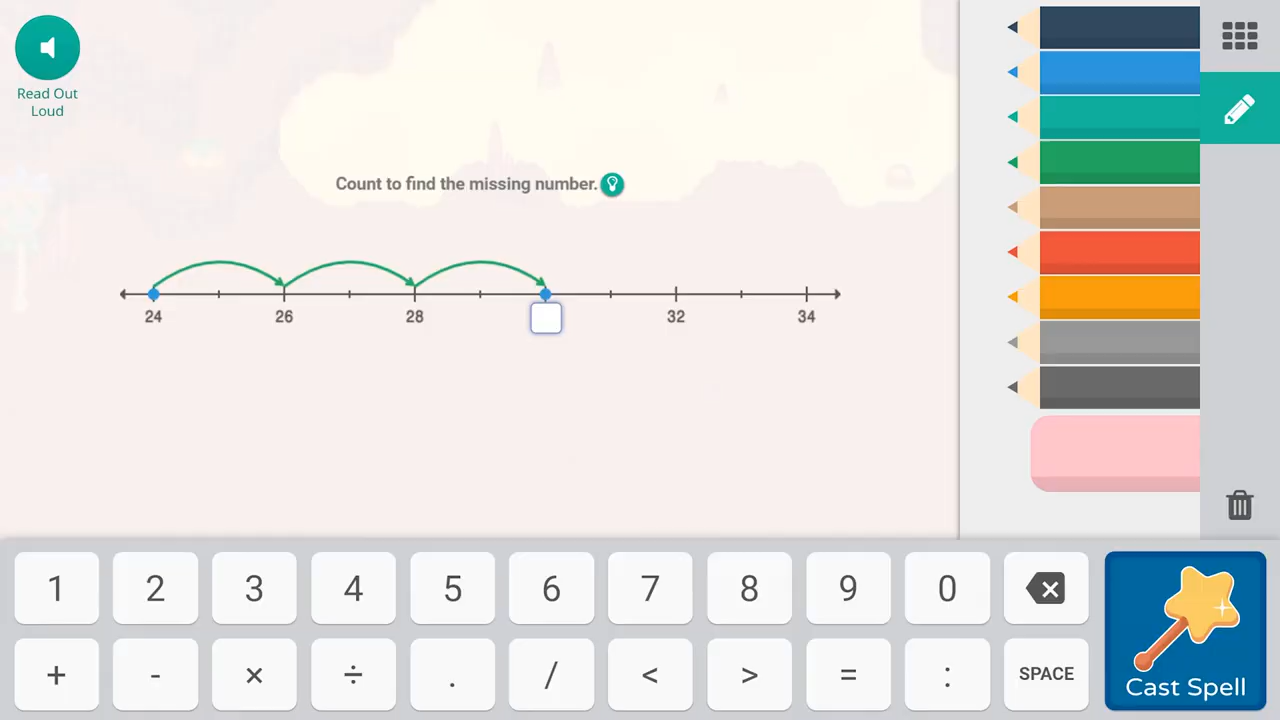 Read Out
Loud
Count to find the missing number.
24 26 28 32 34
1 2 3 4 5 6 7 8 9 0
+ - × ÷ . / < > = : SPACE
Cast Spell